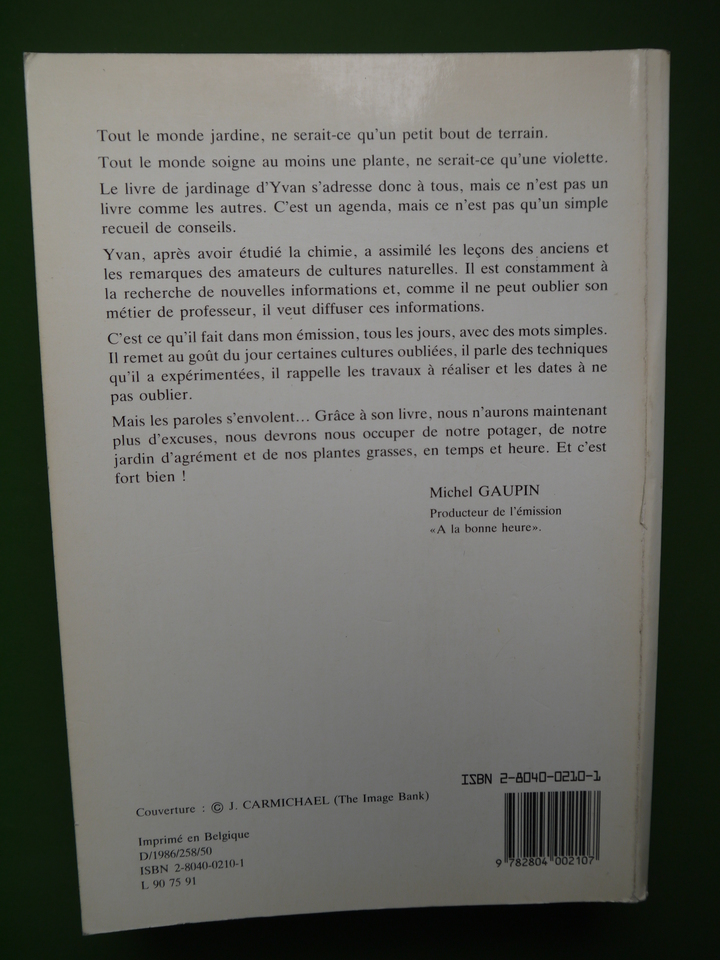 Tout le monde jardine, ne serait-ce qu'un petit bout de terrain.
Tout le monde soigne au moins une plante, ne serait-ce qu'une violette.
Le livre de jardinage d'Yvan s'adresse donc à tous, mais ce n'est pas un
livre comme les autres. C'est un agenda, mais ce n'est pas qu'un simple
recueil de conseils.
Yvan, après avoir étudié la chimie, a assimilé les leçons des anciens et
les remarques des amateurs de cultures naturelles. Il est constamment à
la recherche de nouvelles informations et, comme il ne peut oublier son
métier de professeur, il veut diffuser ces informations.
C'est ce qu'il fait dans mon émission, tous les jours, avec des mots simples.
Il remet au goût du jour certaines cultures oubliées, il parle des techniques
qu'il a expérimentées, il rappelle les travaux à réaliser et les dates à ne
pas oublier.
Mais les paroles s'envolent... Grâce à son livre, nous n'aurons maintenant
plus d'excuses, nous devrons nous occuper de notre potager, de notre
jardin d'agrément et de nos plantes grasses, en temps et heure. Et c'est
fort bien !
Michel GAUPIN
Producteur de l'émission
«A la bonne heure».
ISBN 2-8040-0210-1
9 782804 002107
Couverture : © J. CARMICHAEL (The Image Bank)
Imprimé en Belgique
D/1986/258/50
ISBN 2-8040-0210-1
L 90 75 91